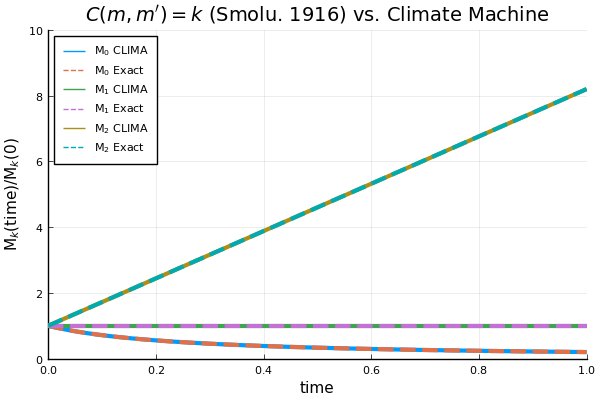 C(m, m′) = k (Smolu. 1916) vs. Climate Machine
10
8
6
4
2
0
M₀ CLIMA
M₀ Exact
M₁ CLIMA
M₁ Exact
M₂ CLIMA
M₂ Exact
Mₖ(time)/Mₖ(0)
0.0 0.2 0.4 0.6 0.8 1.0
time